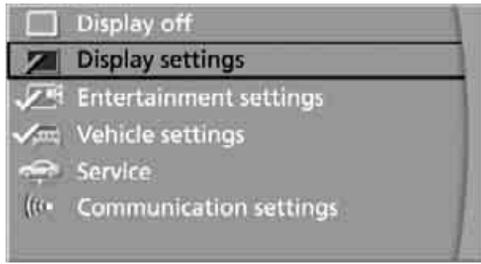 Display off
Display settings
Entertainment settings
Vehicle settings
Service
Communication settings